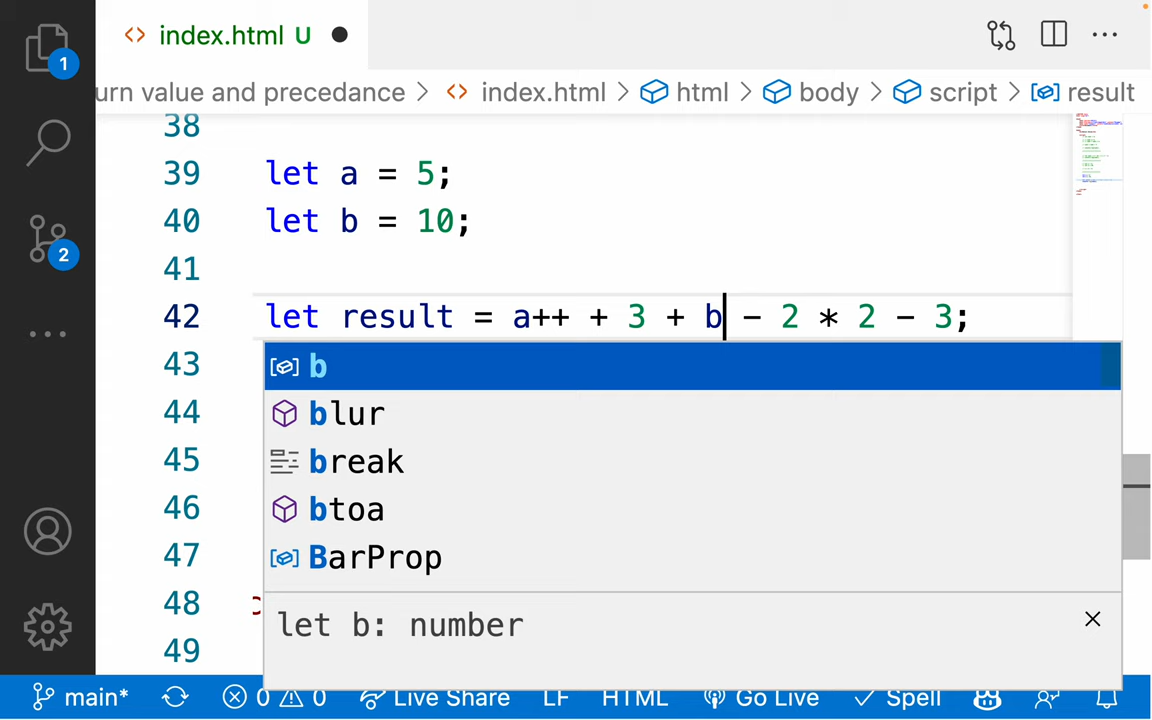 index.html U
urn value and precedance > index.html > html > body > script > result
1
38
39 let a = 5;
40 let b = 10;
41
2
42 let result = a++ + 3 + b - 2 * 2 - 3;
43 b
44 blur
45 break
46 btoa
47 BarProp
48
let b: number
49
main* 0 0 Live Share LF HTML Go Live Spell